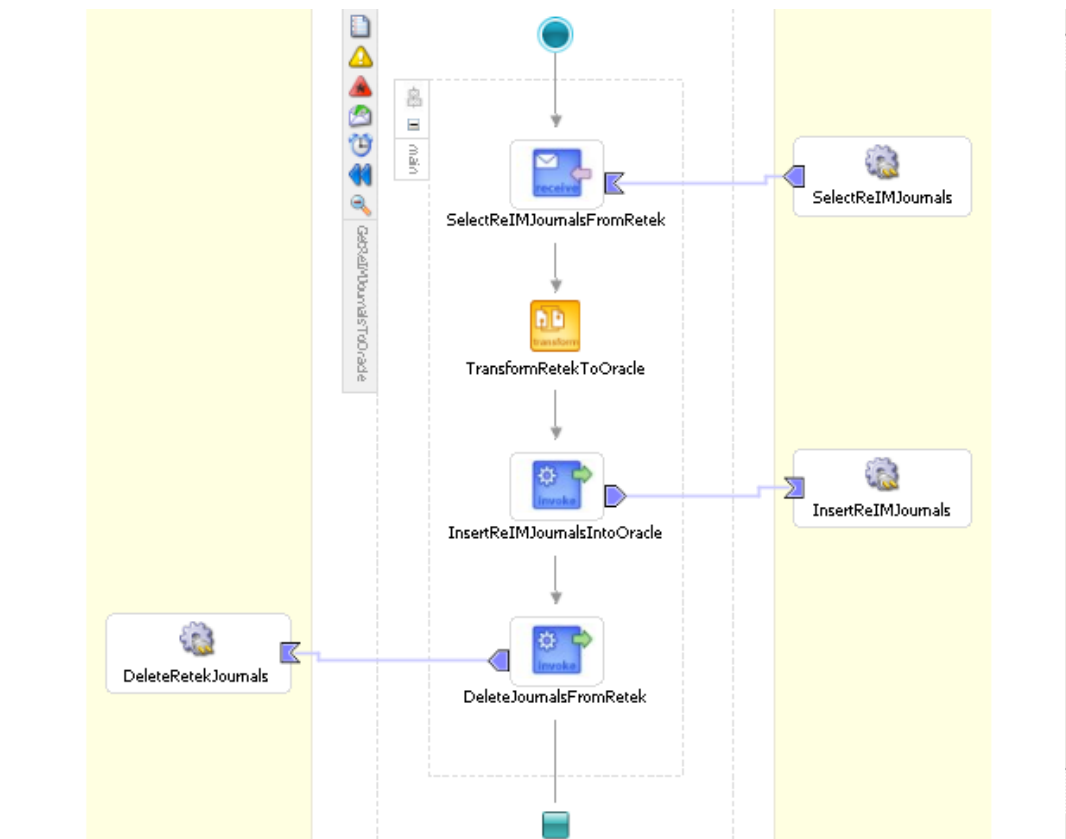 main
receive
SelectReIMJournalsFromRetek
SelectReIMJournals
GetReIMJournalsToOracle
transform
TransformRetekToOracle
invoke
InsertReIMJournalsIntoOracle
InsertReIMJournals
invoke
DeleteRetekJournals
DeleteJournalsFromRetek